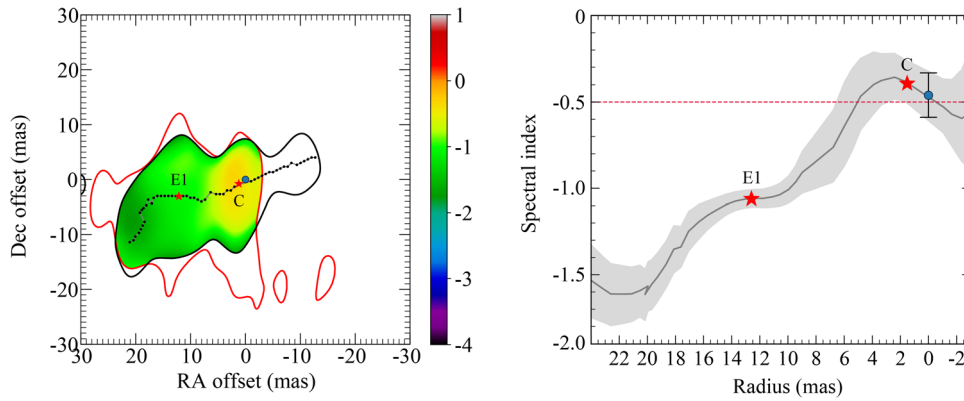 30
20
10
0
-10
-20
-30
30
20
10
0
-10
-20
-30
Dec offset (mas)
RA offset (mas)
E1
C
1
0
-1
-2
-3
-4
0
-0.5
-1.0
-1.5
-2.0
Spectral index
C
E1
22 20 18 16 14 12 10 8 6 4 2 0 -2
Radius (mas)